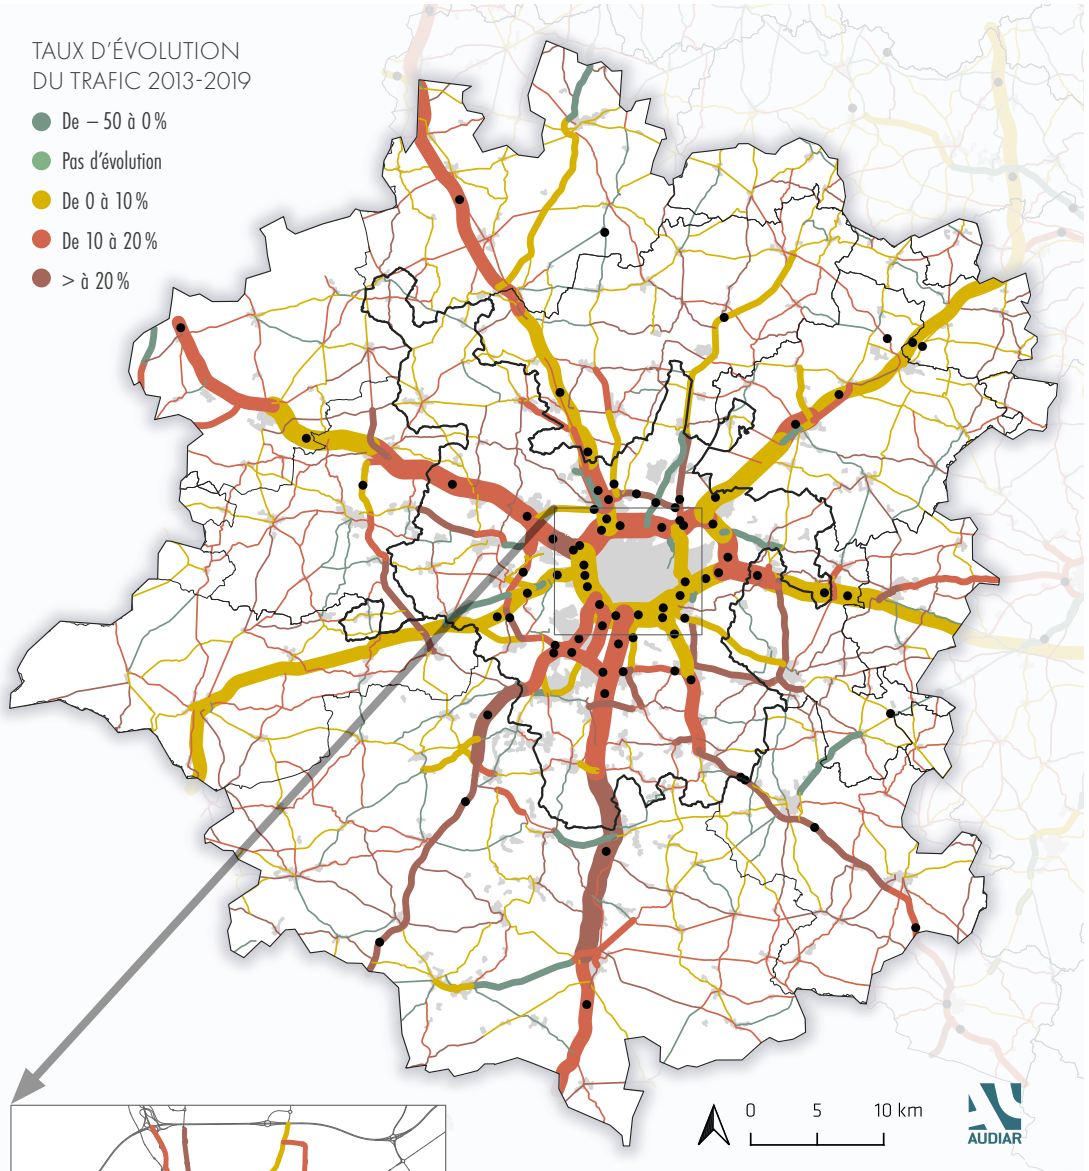 TAUX D'ÉVOLUTION
DU TRAFIC 2013-2019
De – 50 à 0 %
Pas d'évolution
De 0 à 10 %
De 10 à 20 %
> à 20 %
0 5 10 km
AUDIAR